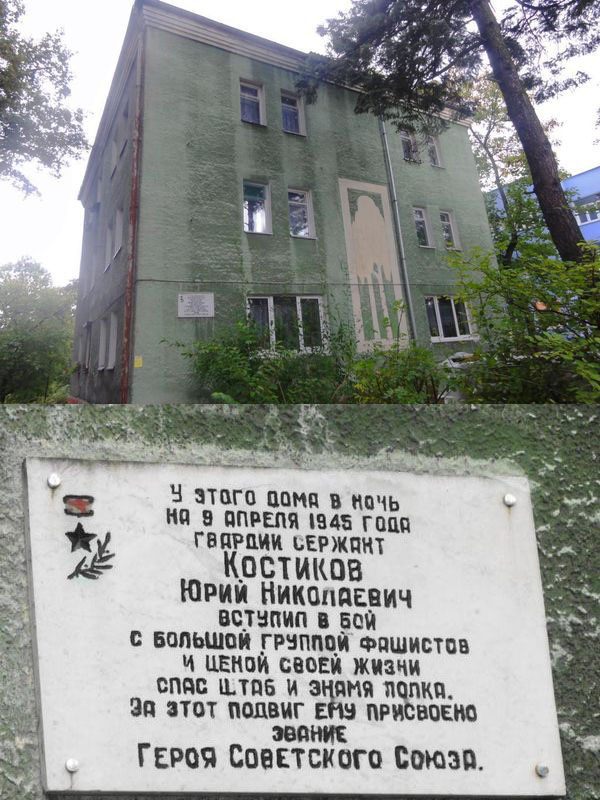 У ЭТОГО ДОМА В НОЧЬ
НА 9 АПРЕЛЯ 1945 ГОДА
ГВАРДИИ СЕРЖАНТ
КОСТИКОВ
ЮРИЙ НИКОЛАЕВИЧ
ВСТУПИЛ В БОЙ
С БОЛЬШОЙ ГРУППОЙ ФАШИСТОВ
И ЦЕНОЙ СВОЕЙ ЖИЗНИ
СПАС ШТАБ И ЗНАМЯ ПОЛКА.
ЗА ЭТОТ ПОДВИГ ЕМУ ПРИСВОЕНО
ЗВАНИЕ
ГЕРОЯ СОВЕТСКОГО СОЮЗА.